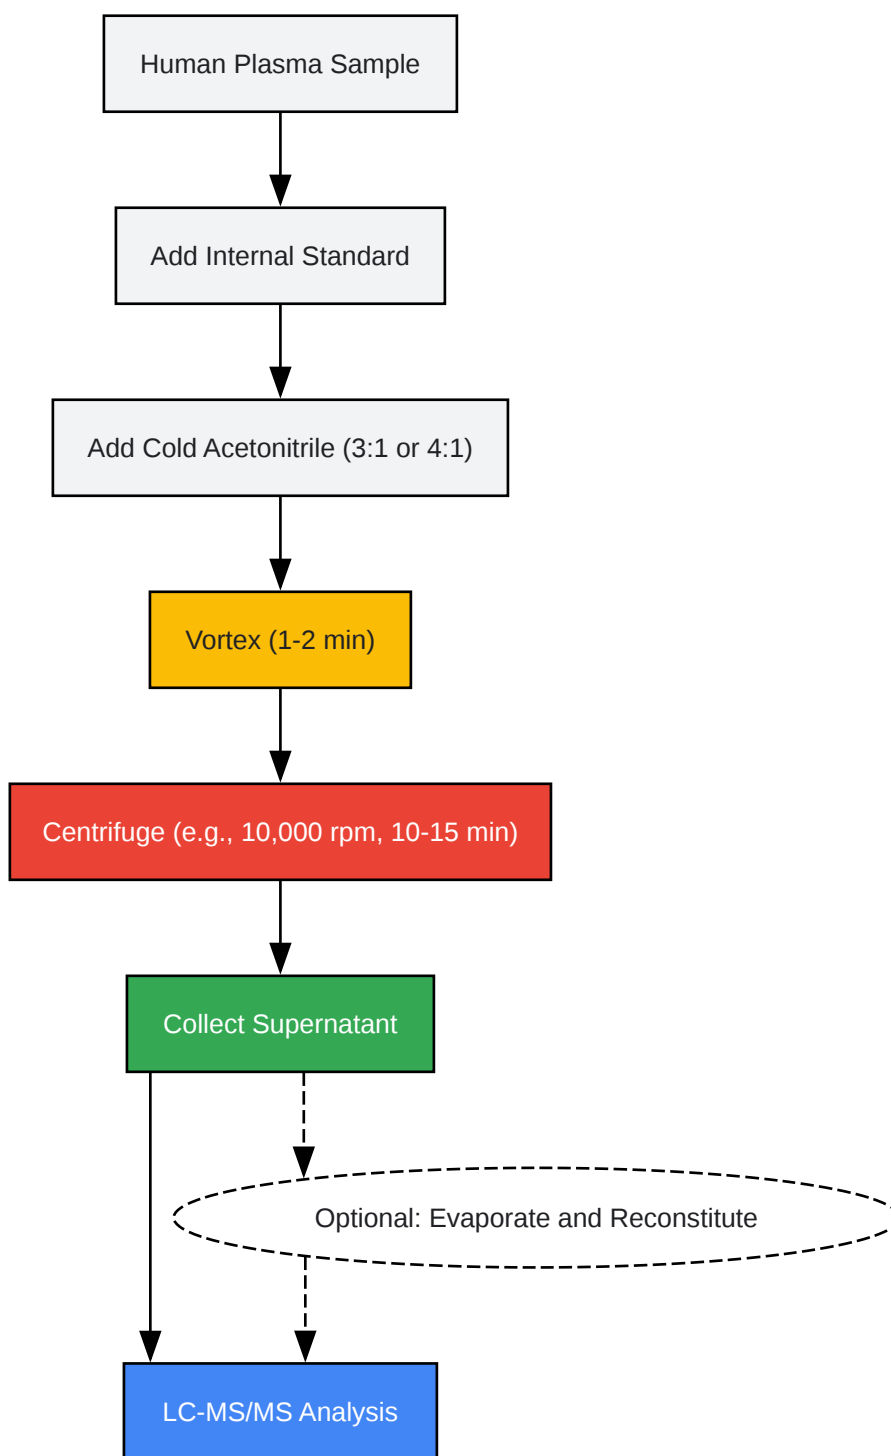 Human Plasma Sample
Add Internal Standard
Add Cold Acetonitrile (3:1 or 4:1)
Vortex (1-2 min)
Centrifuge (e.g., 10,000 rpm, 10-15 min)
Collect Supernatant
Optional: Evaporate and Reconstitute
LC-MS/MS Analysis